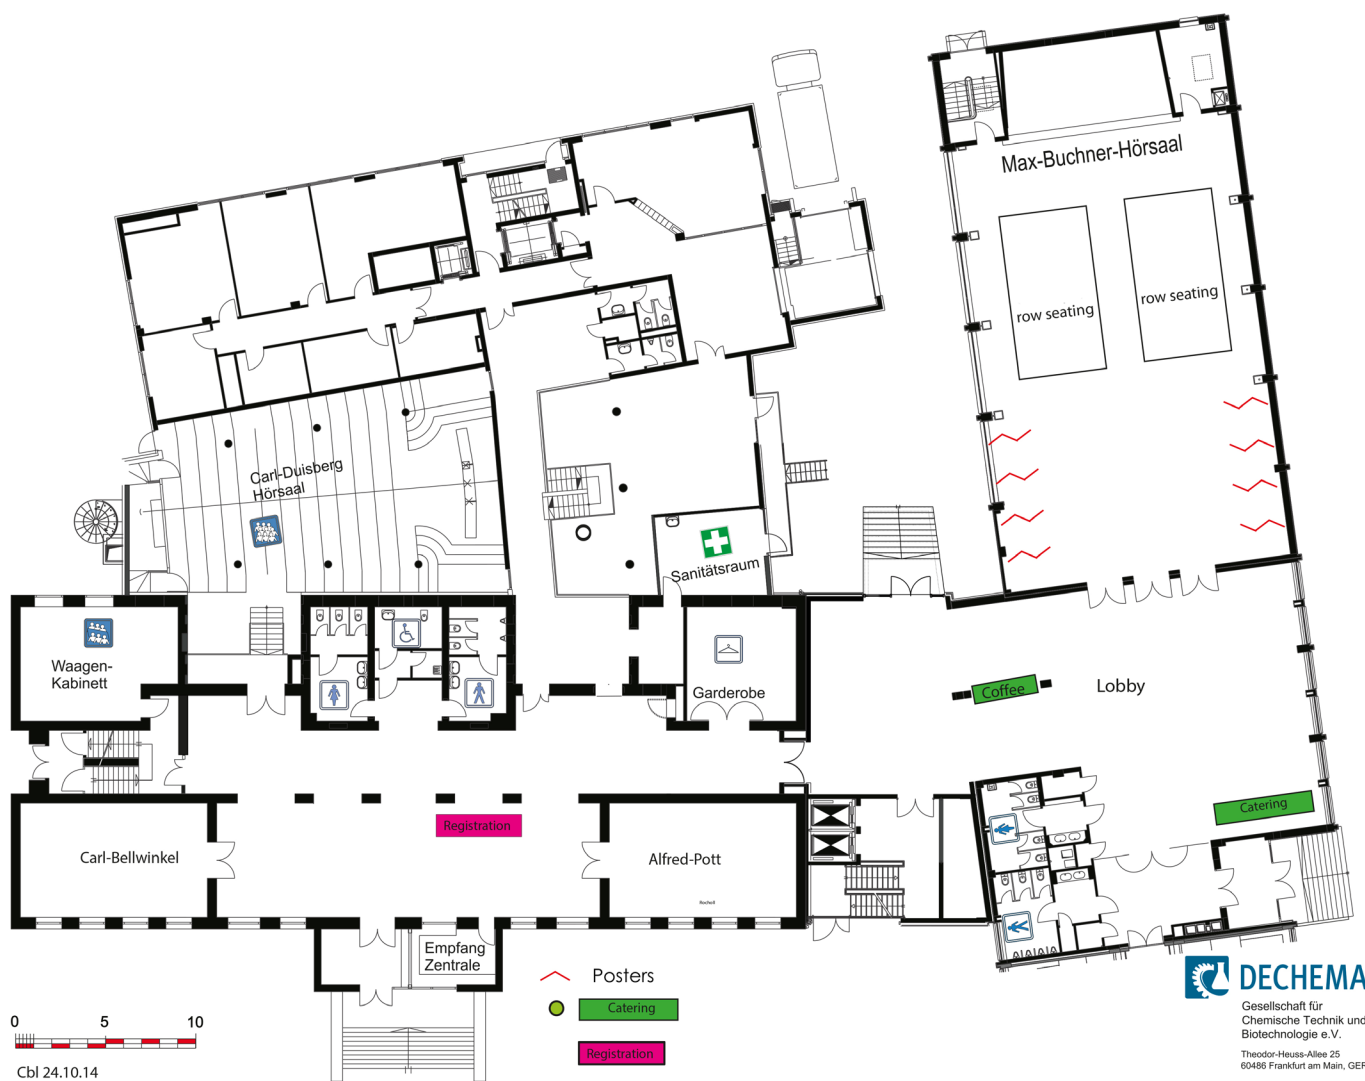 Max-Buchner-Hörsaal
row seating
row seating
Carl-Duisberg
Hörsaal
Sanitätsraum
Waagen-
Kabinett
Garderobe
Coffee
Lobby
Catering
Registration
Carl-Bellwinkel
Alfred-Pott
Empfang
Zentrale
Posters
Catering
Registration
0 5 10
Cbl 24.10.14
DECHEMA
Gesellschaft für
Chemische Technik und
Biotechnologie e.V.
Theodor-Heuss-Allee 25
60486 Frankfurt am Main, GER